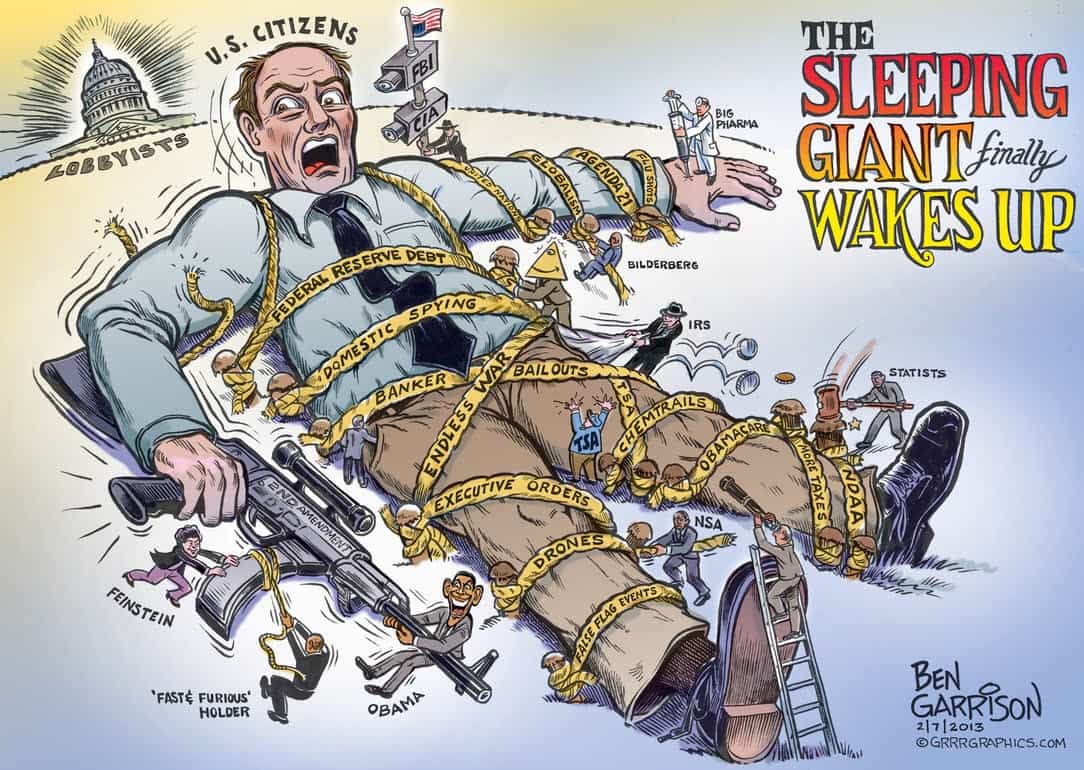 THE
SLEEPING
GIANT finally
WAKES UP
U.S. CITIZENS
LOBBYISTS
FBI
CIA
BIG
PHARMA
GLOBALISM
AGENDA 21
FLU SHOTS
BILDERBERG
FEDERAL RESERVE DEBT
DOMESTIC SPYING
IRS
BANKER
BAILOUTS
ENDLESS WAR
TSA
CHEMTRAILS
OBAMACARE
MORE TAXES
NDAA
STATISTS
EXECUTIVE ORDERS
2ND AMENDMENT
NSA
DRONES
FALSE FLAG EVENTS
FEINSTEIN
'FAST & FURIOUS'
HOLDER
OBAMA
BEN
GARRISON
2/7/2013
©GRRRGRAPHICS.COM